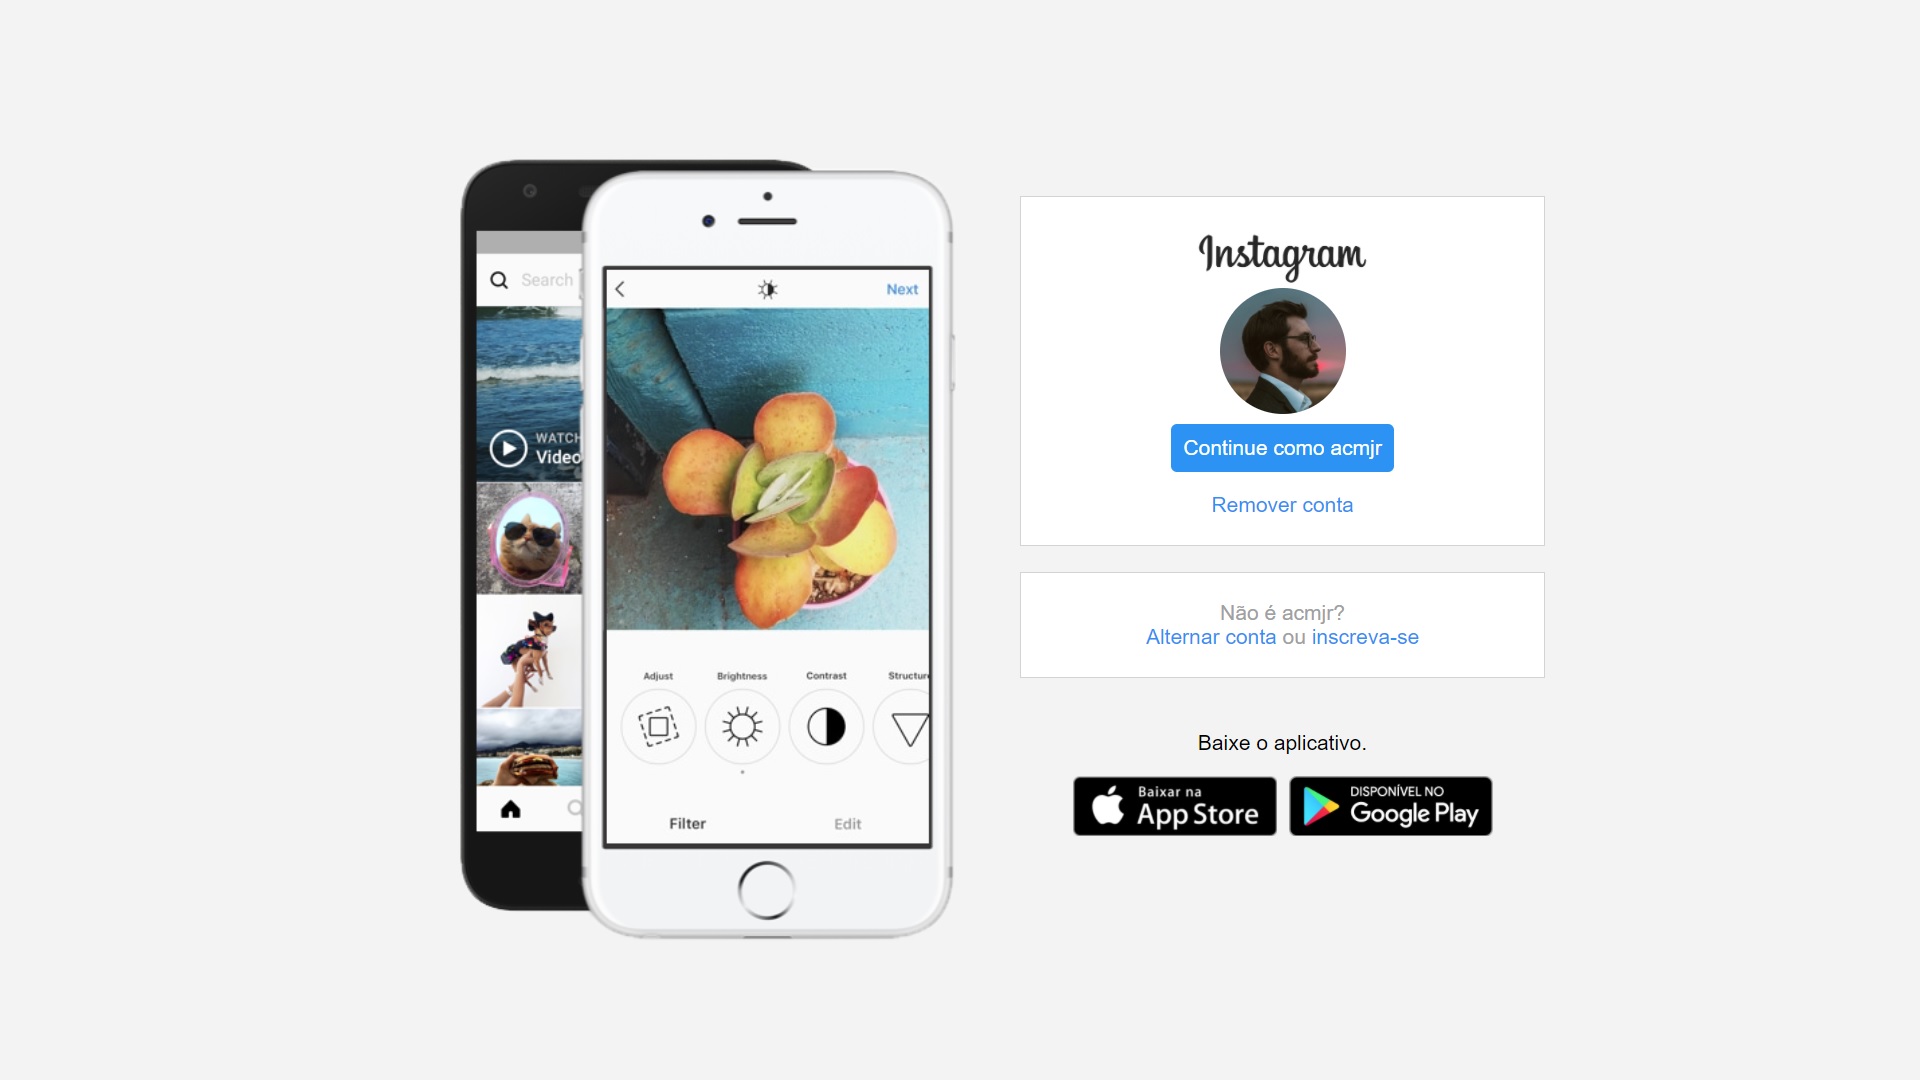 Search
WATCH
Video
Next
Adjust
Brightness
Contrast
Structure
Filter
Edit
Instagram
Continue como acmjr
Remover conta
Não é acmjr?
Alternar conta ou inscreva-se
Baixe o aplicativo.
Baixar na
App Store
DISPONÍVEL NO
Google Play